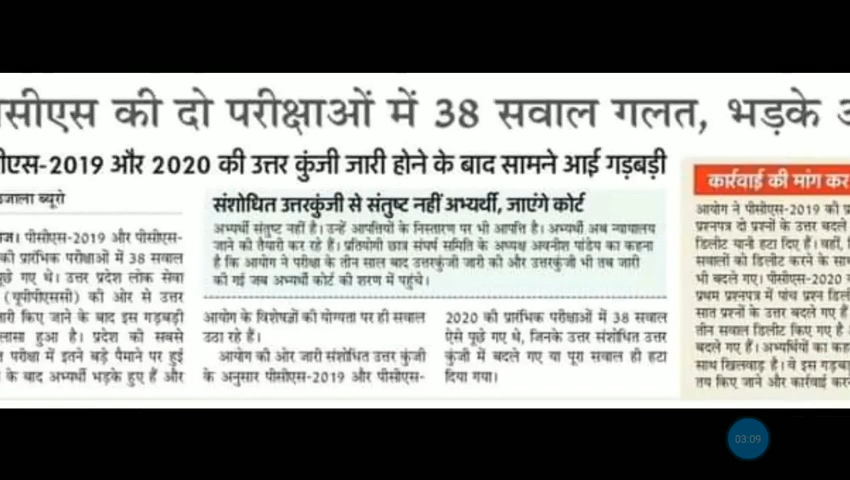 सीएस की दो परीक्षाओं में 38 सवाल गलत, भड़के
एस-2019 और 2020 की उत्तर कुंजी जारी होने के बाद सामने आई गड़बड़ी
ब्यूरो
पीसीएस-2019 और पीसीएस-
की प्रारंभिक परीक्षाओं में 38 सवाल
गए थे। उत्तर प्रदेश लोक सेवा
(यूपीपीएससी) की ओर से उत्तर
किए जाने के बाद इस गड़बड़ी
हुआ है। प्रदेश की सबसे
परीक्षा में इतने बड़े पैमाने पर हुई
के बाद अभ्यर्थी भड़के हुए हैं और
संशोधित उत्तरकुंजी से संतुष्ट नहीं अभ्यर्थी, जाएंगे कोर्ट
अभ्यर्थी संतुष्ट नहीं है। उन्हें आपत्तियों के निस्तारण पर भी आपत्ति है। अभ्यर्थी अब न्यायालय
जाने की तैयारी कर रहे हैं। प्रतियोगी छात्र संघर्ष समिति के अध्यक्ष अवनीश पांडेय का कहना
है कि आयोग ने परीक्षा के तीन साल बाद उत्तरकुंजी जारी की और उत्तरकुंजी भी तब जारी
की गई जब अभ्यर्थी कोर्ट की शरण में पहुंचे।
आयोग के विशेषज्ञों की योग्यता पर ही सवाल
उठा रहे हैं।
आयोग की ओर जारी संशोधित उत्तर कुंजी
के अनुसार पीसीएस-2019 और पीसीएस-
2020 की प्रारंभिक परीक्षाओं में 38 सवाल
ऐसे पूछे गए थे, जिनके उत्तर संशोधित उत्तर
कुंजी में बदले गए या पूरा सवाल ही हटा
दिया गया।
कार्रवाई की मांग कर
आयोग ने पीसीएस-2019 की
प्रश्नपत्र दो प्रश्नों के उत्तर बदले
डिलीट यानी हटा दिए हैं। वहीं,
सवालों को डिलीट करने के साथ
भी बदले गए। पीसीएस-2020
प्रथम प्रश्नपत्र में पांच प्रश्न
सात प्रश्नों के उत्तर बदले गए
तीन सवाल डिलीट किए गए
बदले गए हैं। अभ्यर्थियों का
साथ खिलवाड़ है। वे इस
तय किए जाने और कार्रवाई
03:09